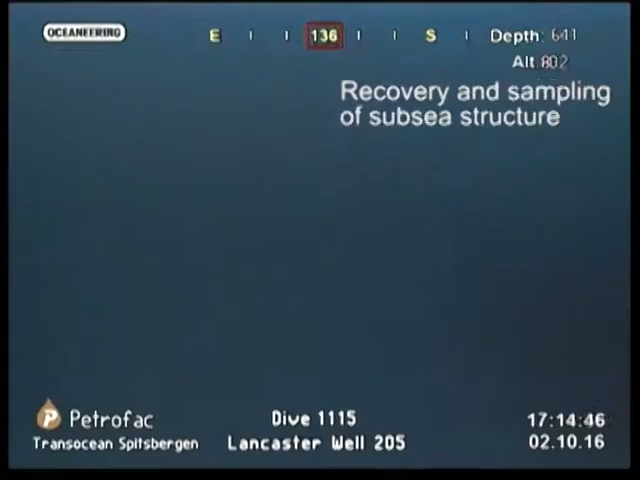 OCEANEERING
E 136 S Depth: 641
Alt 802
Recovery and sampling
of subsea structure
Petrofac Dive 1115 17:14:46
Transocean Spitsbergen Lancaster Well 205 02.10.16